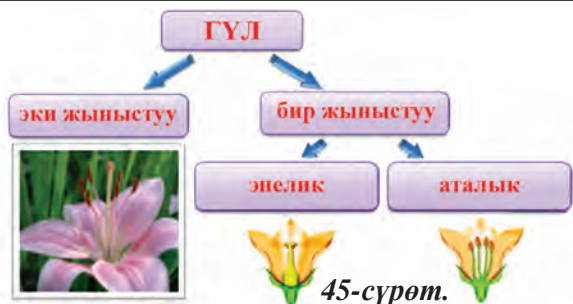 ГҮЛ
эки жыныстуу
бир жыныстуу
энелик
аталык
45-сүрөт.